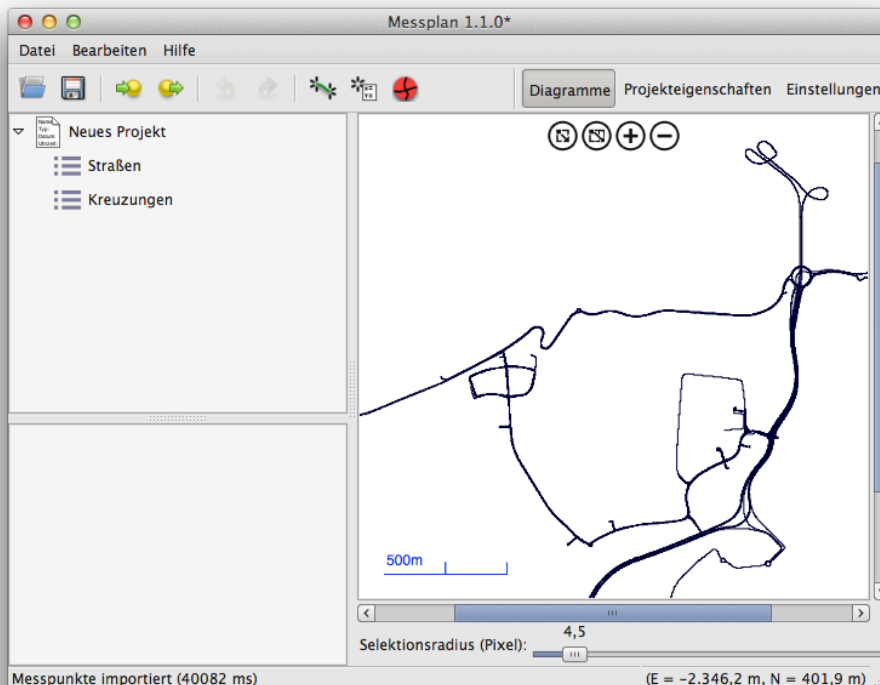 Messplan 1.1.0*
Datei Bearbeiten Hilfe
Diagramme Projekteigenschaften Einstellungen
Neues Projekt
Straßen
Kreuzungen
500m
4,5
Selektionsradius (Pixel):
Messpunkte importiert (40082 ms)
(E = −2.346,2 m, N = 401,9 m)